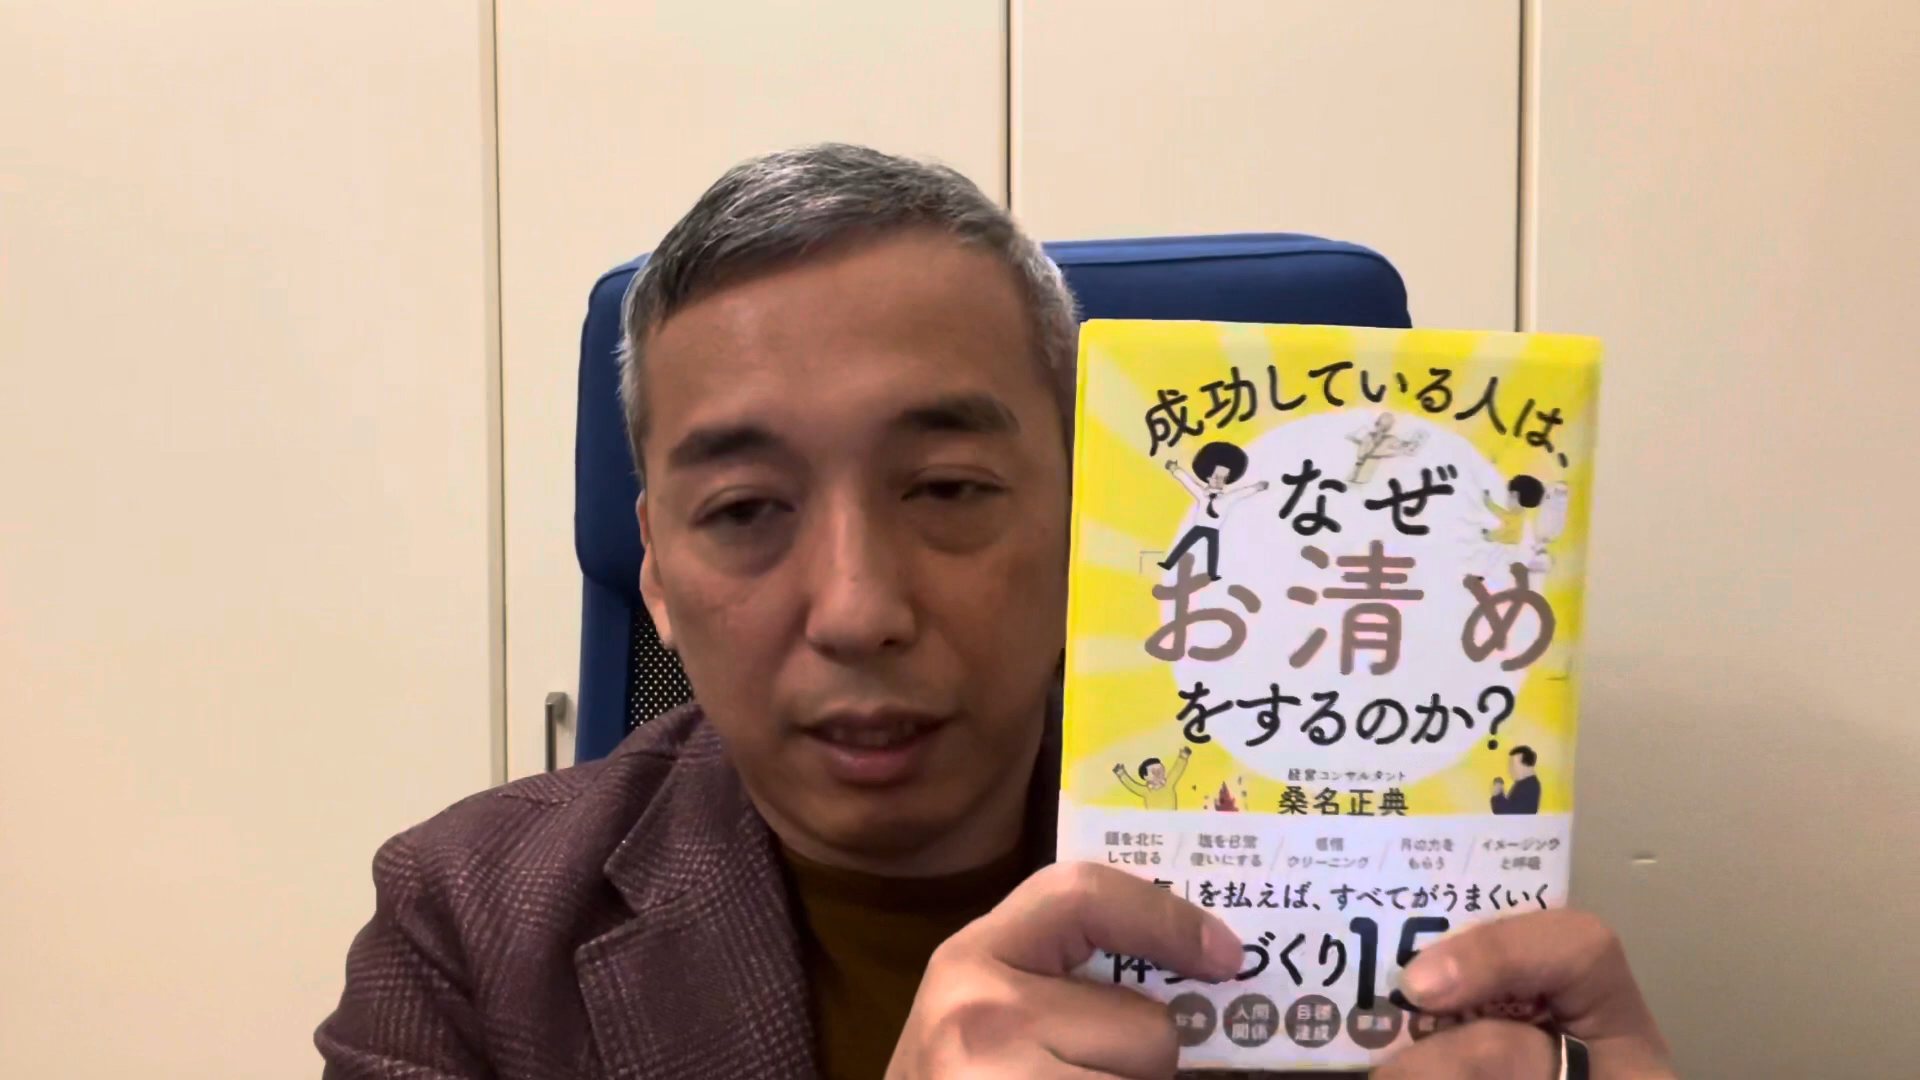 成功している人は、
なぜ
「お清め」
をするのか?
経営コンサルタント
桑名正典
頭を北に
して寝る
塩を日常
使いにする
感情
クリーニング
月の力を
もらう
イメージング
と呼吸
」を払えば、すべてがうまくいく
づくり15
お金
人間
関係
目標
達成